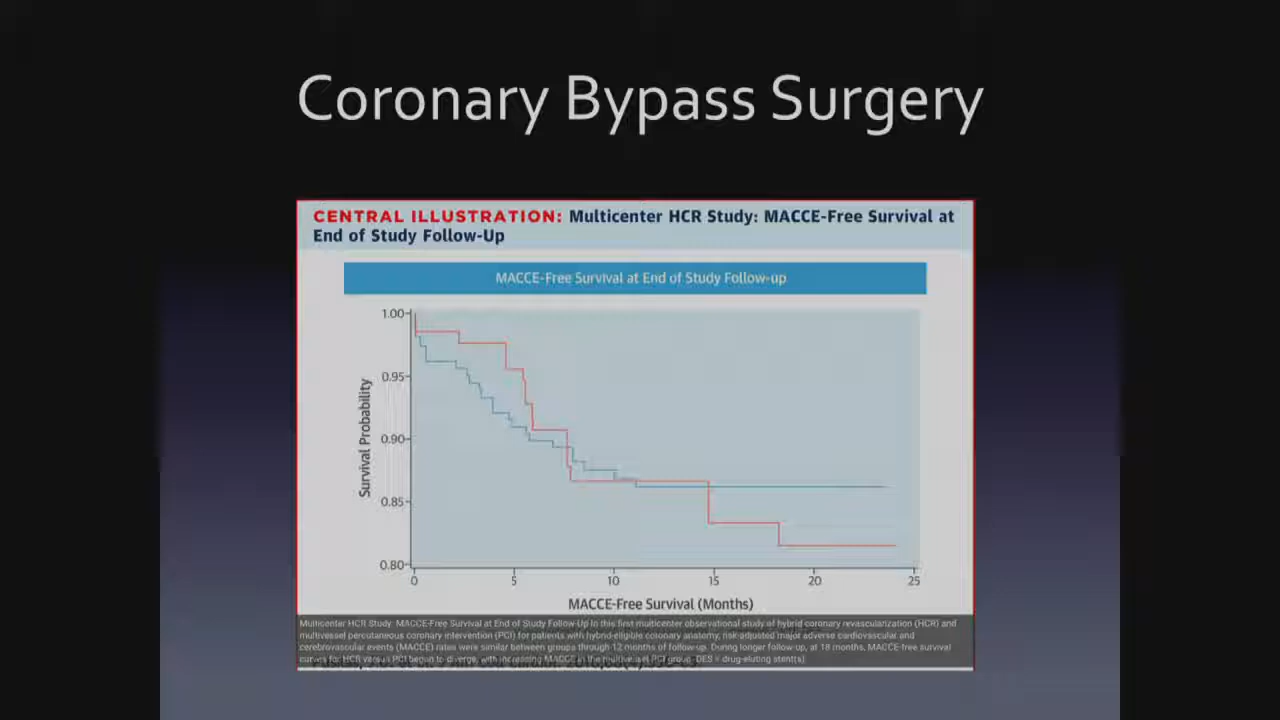 Coronary Bypass Surgery
CENTRAL ILLUSTRATION: Multicenter HCR Study: MACCE-Free Survival at
End of Study Follow-Up
MACCE-Free Survival at End of Study Follow-up
1.00
0.95
0.90
0.85
0.80
Survival Probability
0 5 10 15 20 25
MACCE-Free Survival (Months)
Multicenter HCR Study: MACCE-Free Survival at End of Study Follow-Up In this first multicenter observational study of hybrid coronary revascularization (HCR) and
multivessel percutaneous coronary intervention (PCI) for patients with hybrid-eligible coronary anatomy, risk-adjusted major adverse cardiovascular and
cerebrovascular events (MACCE) rates were similar between groups through 12 months of follow-up. During longer follow-up, at 18 months, MACCE-free survival
curves for HCR versus PCI began to diverge, with increasing MACCE in the multivessel PCI group. DES = drug-eluting stent(s)